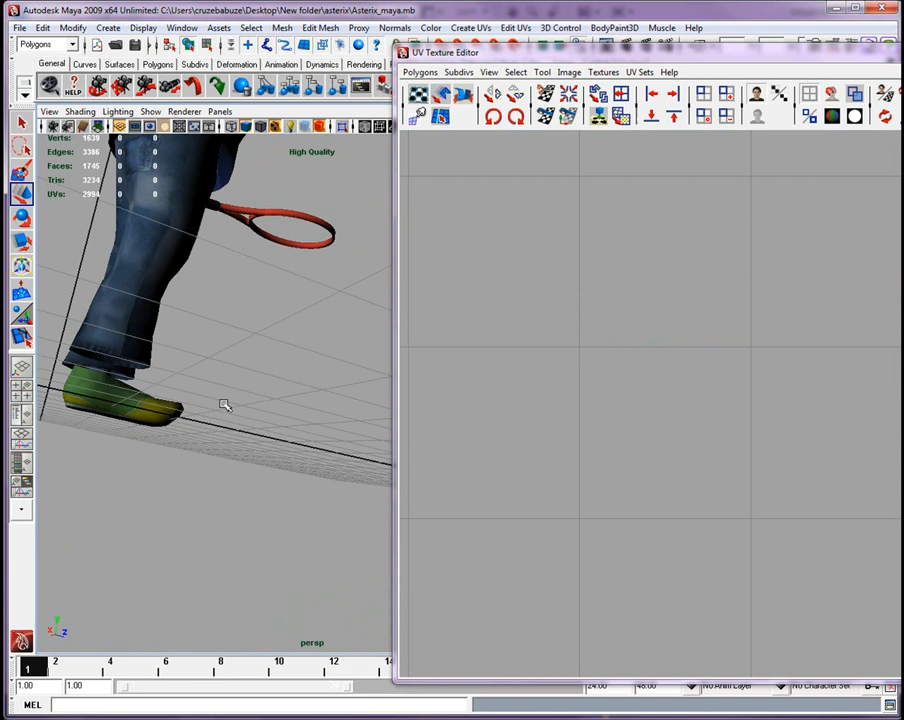 Autodesk Maya 2009 x64 Unlimited: C:\Users\cruzebabuze\Desktop\New folder\asterix\Asterix_maya.mb
File Edit Modify Create Display Window Assets Select Mesh Edit Mesh Proxy Normals Color Create UVs Edit UVs 3D Control BodyPaint3D Muscle Help
Polygons
UV Texture Editor
General Curves Surfaces Polygons Subdivs Deformation Animation Dynamics Rendering
Polygons Subdivs View Select Tool Image Textures UV Sets Help
HELP
View Shading Lighting Show Renderer Panels
Verts: 1639 0 0
Edges: 3386 0 0
Faces: 1745 0 0
Tris: 3234 0 0
UVs: 2994 0 0
High Quality
persp
1 2 4 6 8 10 12 14
1.00 1.00 24.00 48.00 No Anim Layer No Character Set
MEL